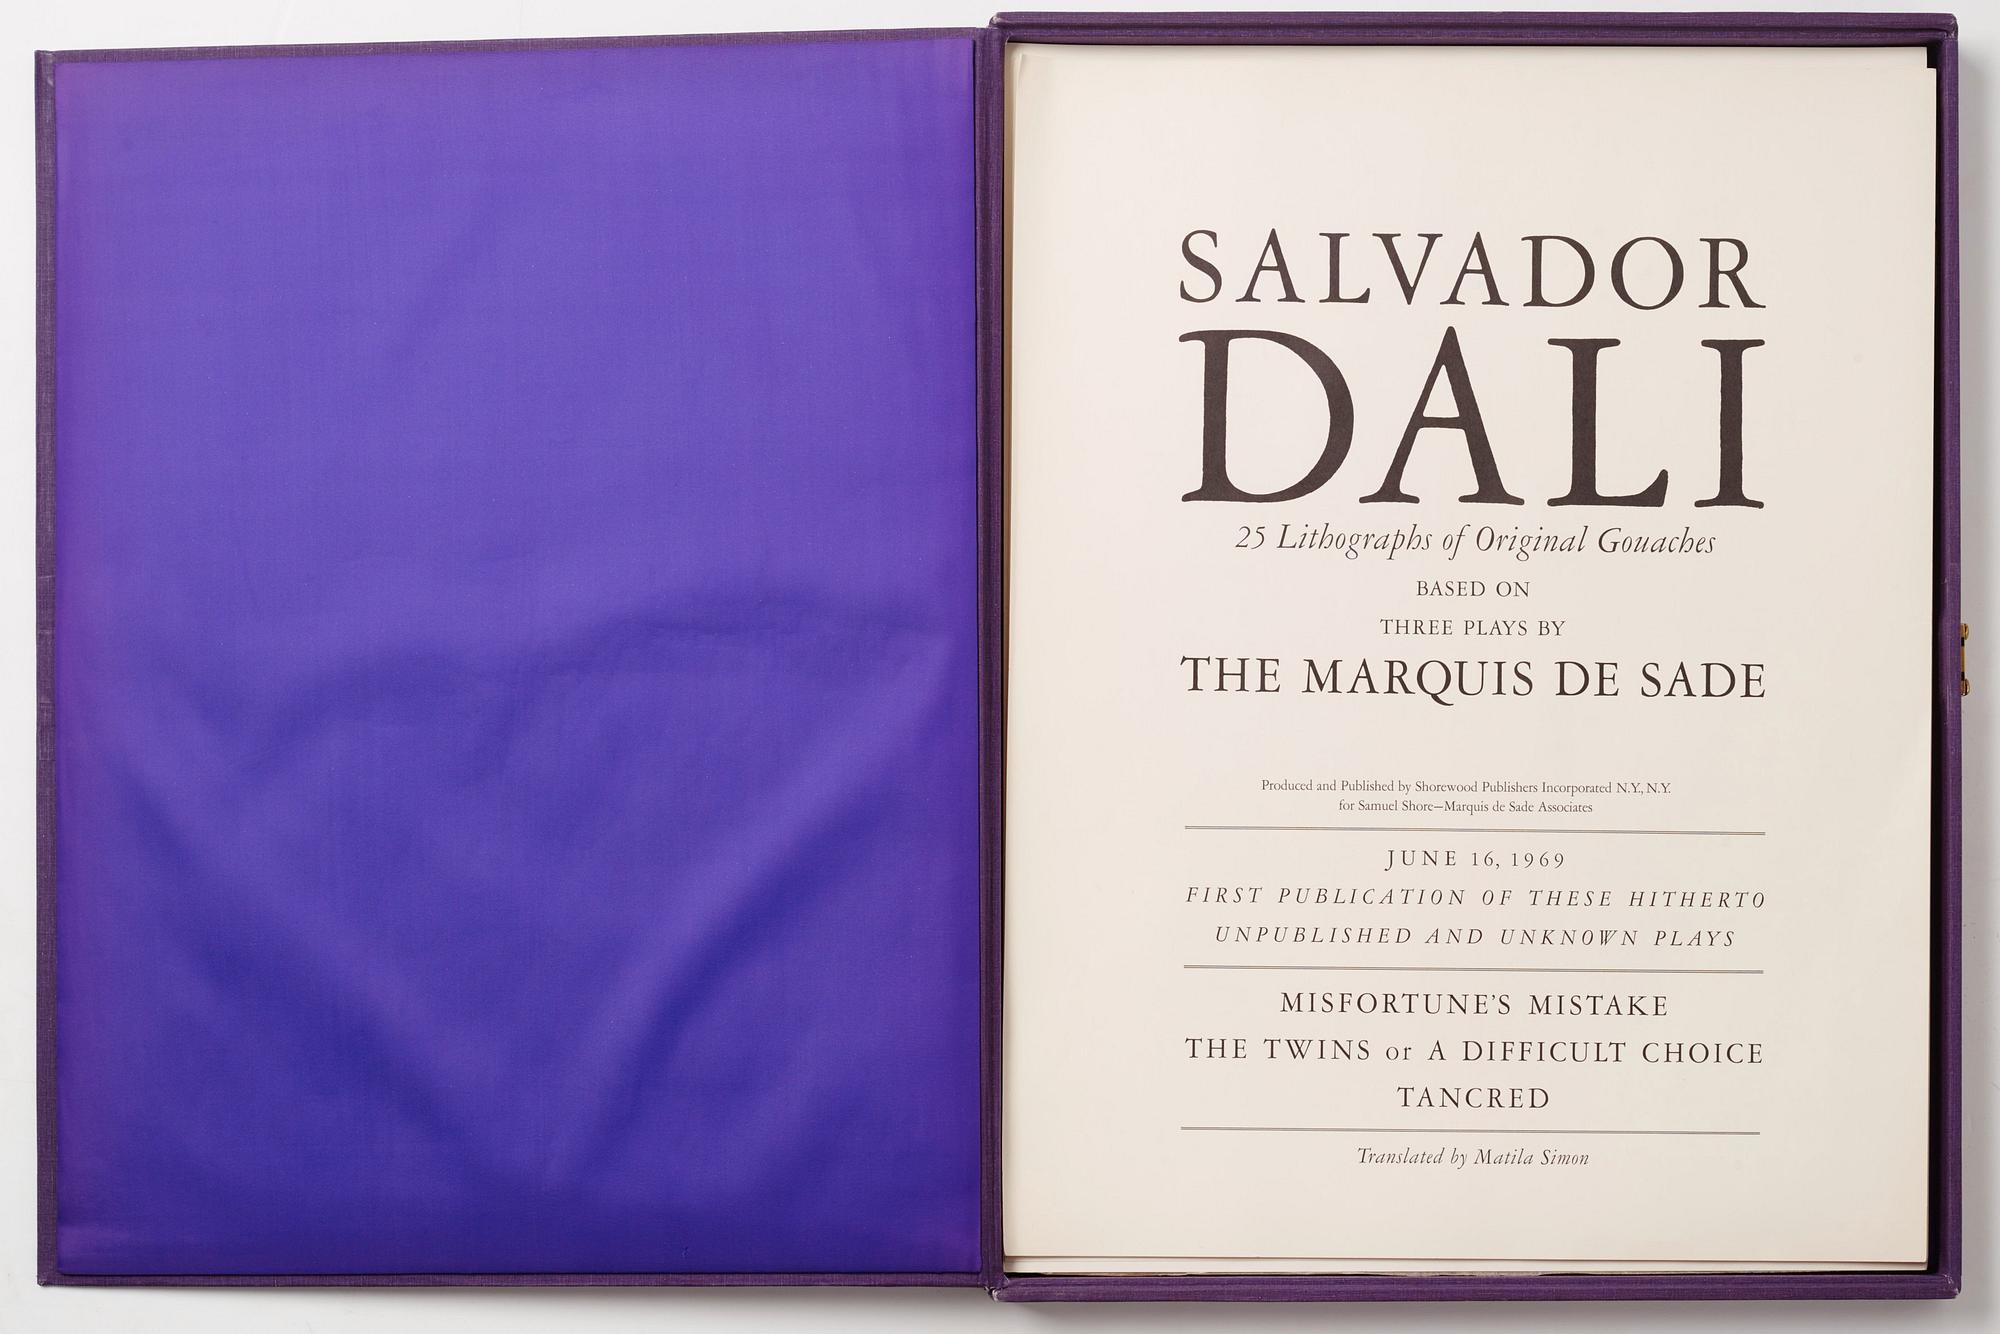 SALVADOR
DALI
25 Lithographs of Original Gouaches
BASED ON
THREE PLAYS BY
THE MARQUIS DE SADE
Produced and Published by Shorewood Publishers Incorporated N.Y., N.Y.
for Samuel Shore—Marquis de Sade Associates
JUNE 16, 1969
FIRST PUBLICATION OF THESE HITHERTO
UNPUBLISHED AND UNKNOWN PLAYS
MISFORTUNE'S MISTAKE
THE TWINS or A DIFFICULT CHOICE
TANCRED
Translated by Matila Simon